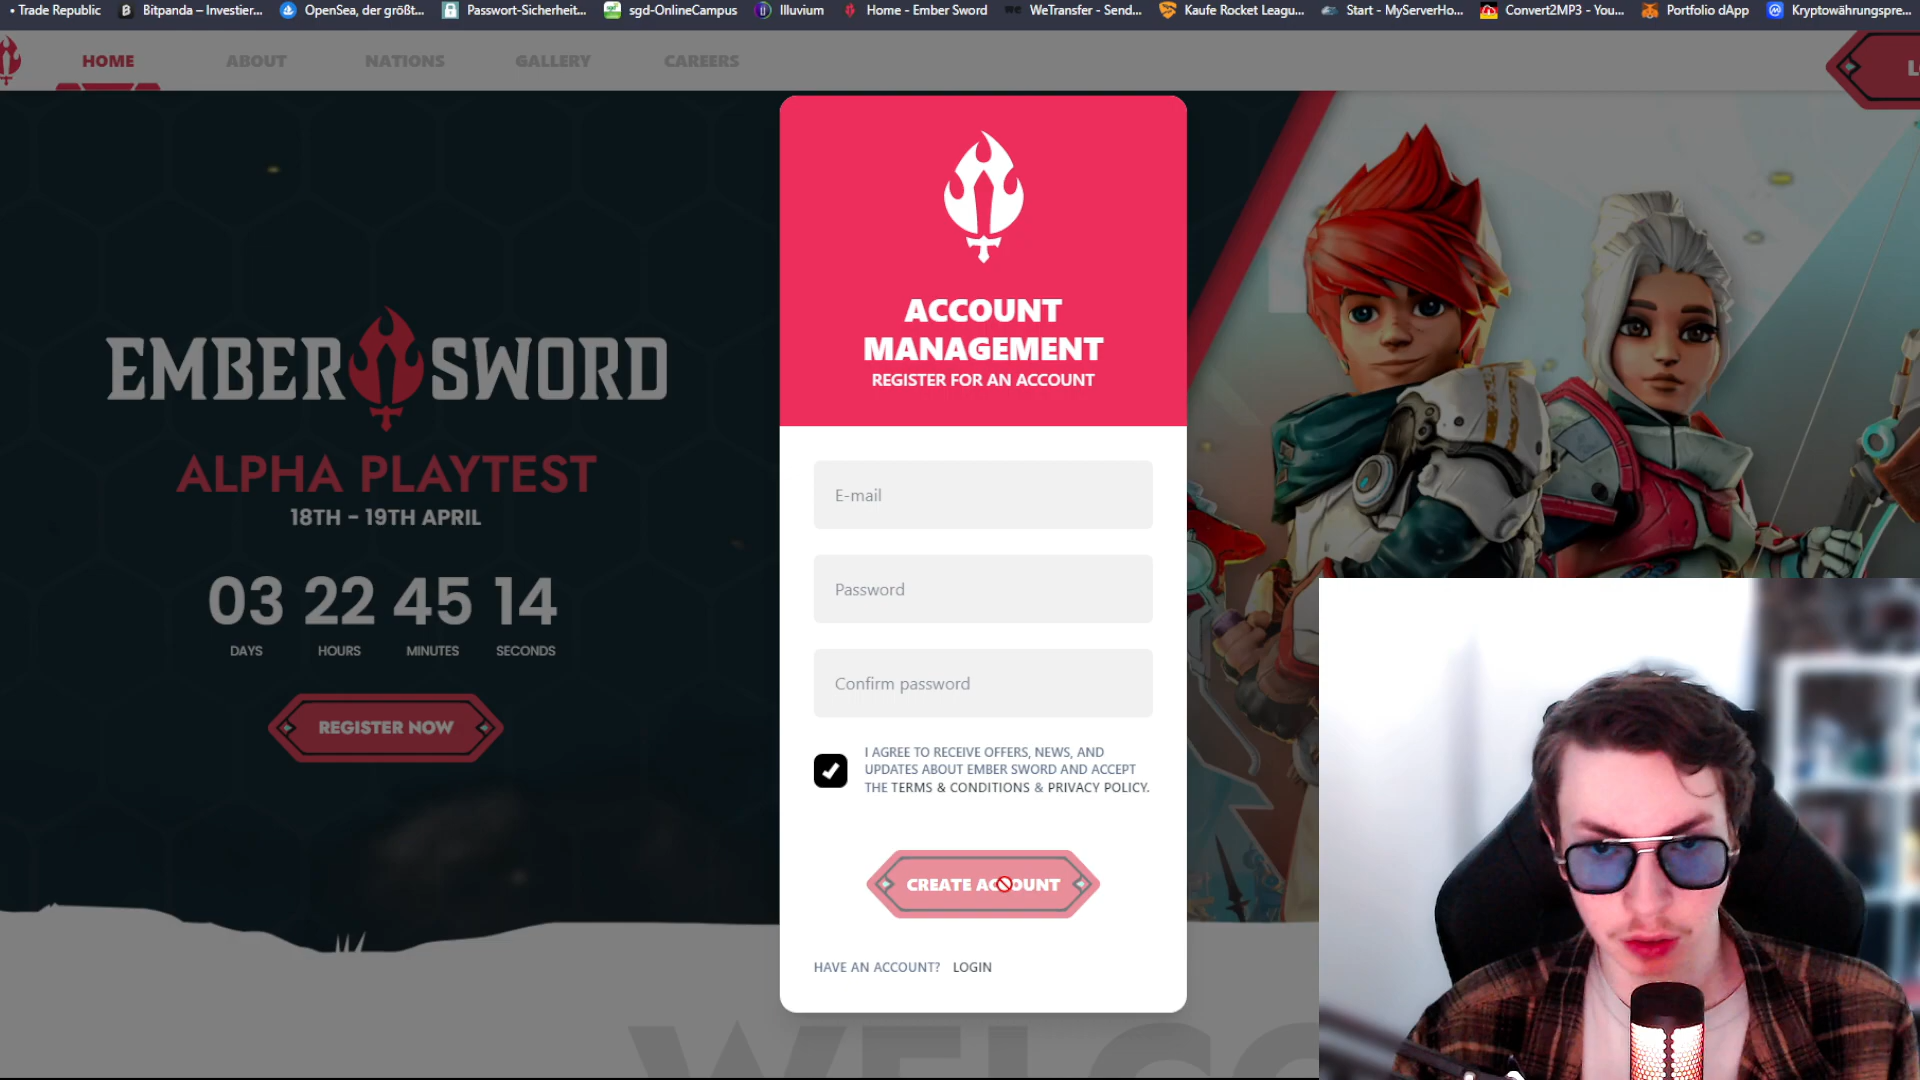 • Trade Republic
Bitpanda – Investier...
OpenSea, der größt...
Passwort-Sicherheit...
sgd-OnlineCampus
Illuvium
Home - Ember Sword
WeTransfer - Send...
Kaufe Rocket Leagu...
Start - MyServerHo...
Convert2MP3 - You...
Portfolio dApp
Kryptowährungspre...
HOME
ABOUT
NATIONS
GALLERY
CAREERS
EMBER SWORD
ALPHA PLAYTEST
18TH - 19TH APRIL
03 22 45 14
DAYS HOURS MINUTES SECONDS
REGISTER NOW
ACCOUNT
MANAGEMENT
REGISTER FOR AN ACCOUNT
E-mail
Password
Confirm password
I AGREE TO RECEIVE OFFERS, NEWS, AND
UPDATES ABOUT EMBER SWORD AND ACCEPT
THE TERMS & CONDITIONS & PRIVACY POLICY.
CREATE ACCOUNT
HAVE AN ACCOUNT? LOGIN